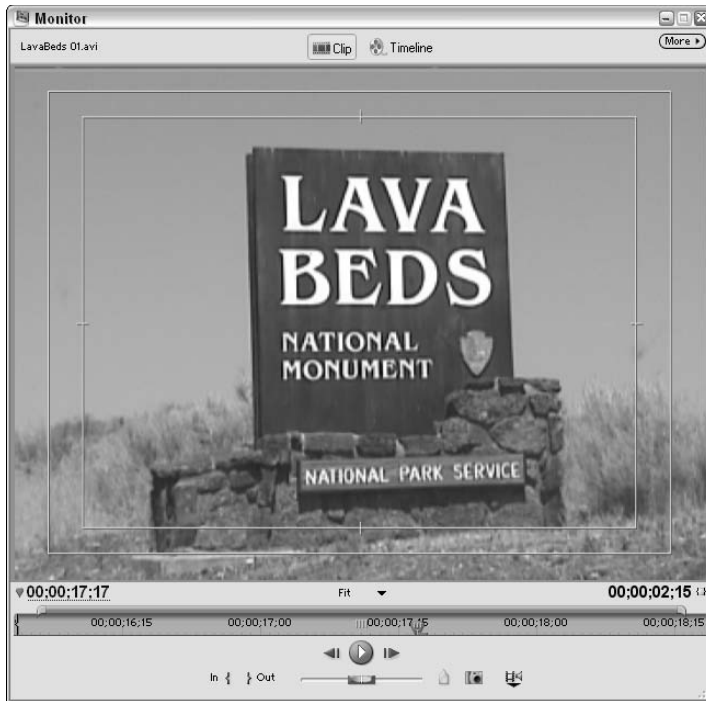 Monitor
LavaBeds 01.avi
Clip
Timeline
More
LAVA
BEDS
NATIONAL
MONUMENT
NATIONAL PARK SERVICE
00;00;17;17
Fit
00;00;02;15
00;00;16;15
00;00;17;00
00;00;17;15
00;00;18;00
00;00;18;15
In { } Out